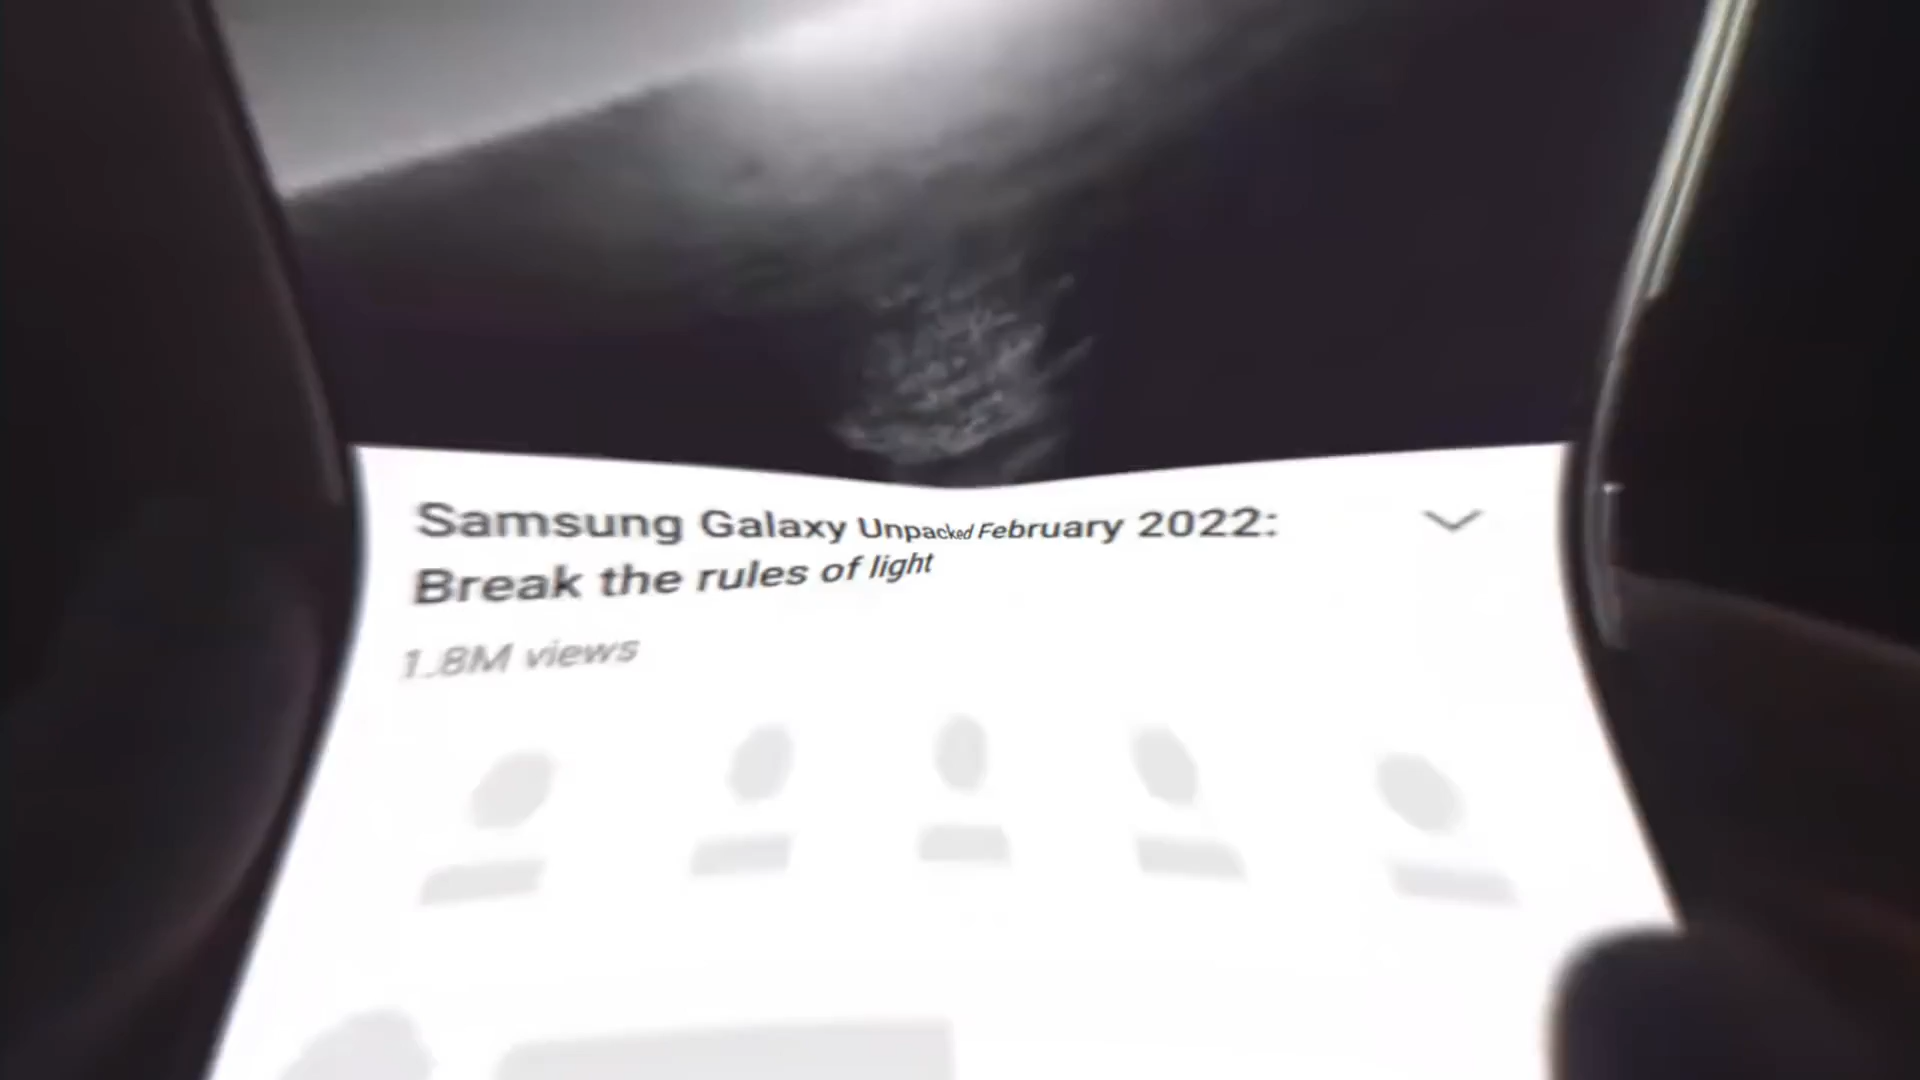 Samsung Galaxy Unpacked February 2022:
Break the rules of light
1.8M views